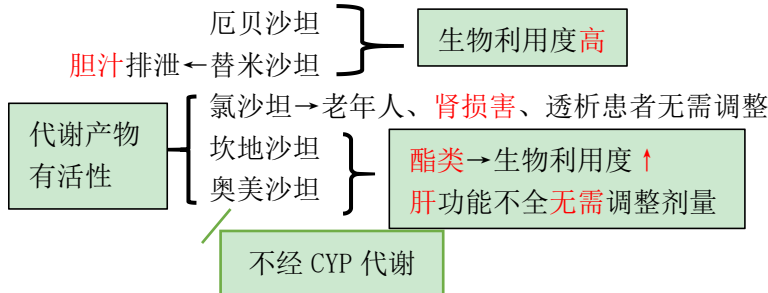 厄贝沙坦
生物利用度高
胆汁排泄←替米沙坦
氯沙坦→老年人、肾损害、透析患者无需调整
代谢产物
有活性
坎地沙坦
奥美沙坦
酯类→生物利用度↑
肝功能不全无需调整剂量
不经 CYP 代谢